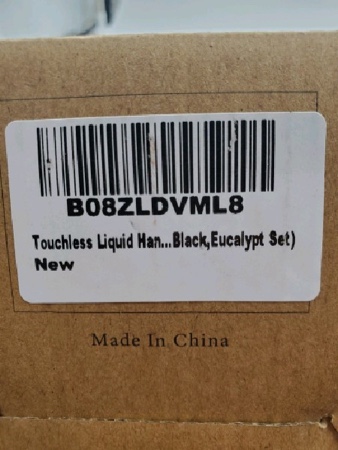 B08ZLDVML8
Touchless Liquid Han...Black,Eucalypt Set)
New
Made In China